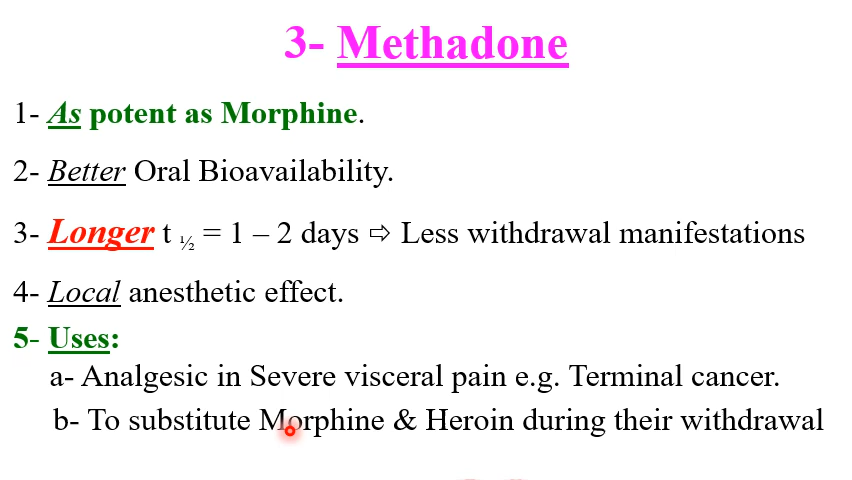 3- Methadone
1- As potent as Morphine.
2- Better Oral Bioavailability.
3- Longer t ½ = 1 – 2 days ⇨ Less withdrawal manifestations
4- Local anesthetic effect.
5- Uses:
a- Analgesic in Severe visceral pain e.g. Terminal cancer.
b- To substitute Morphine & Heroin during their withdrawal